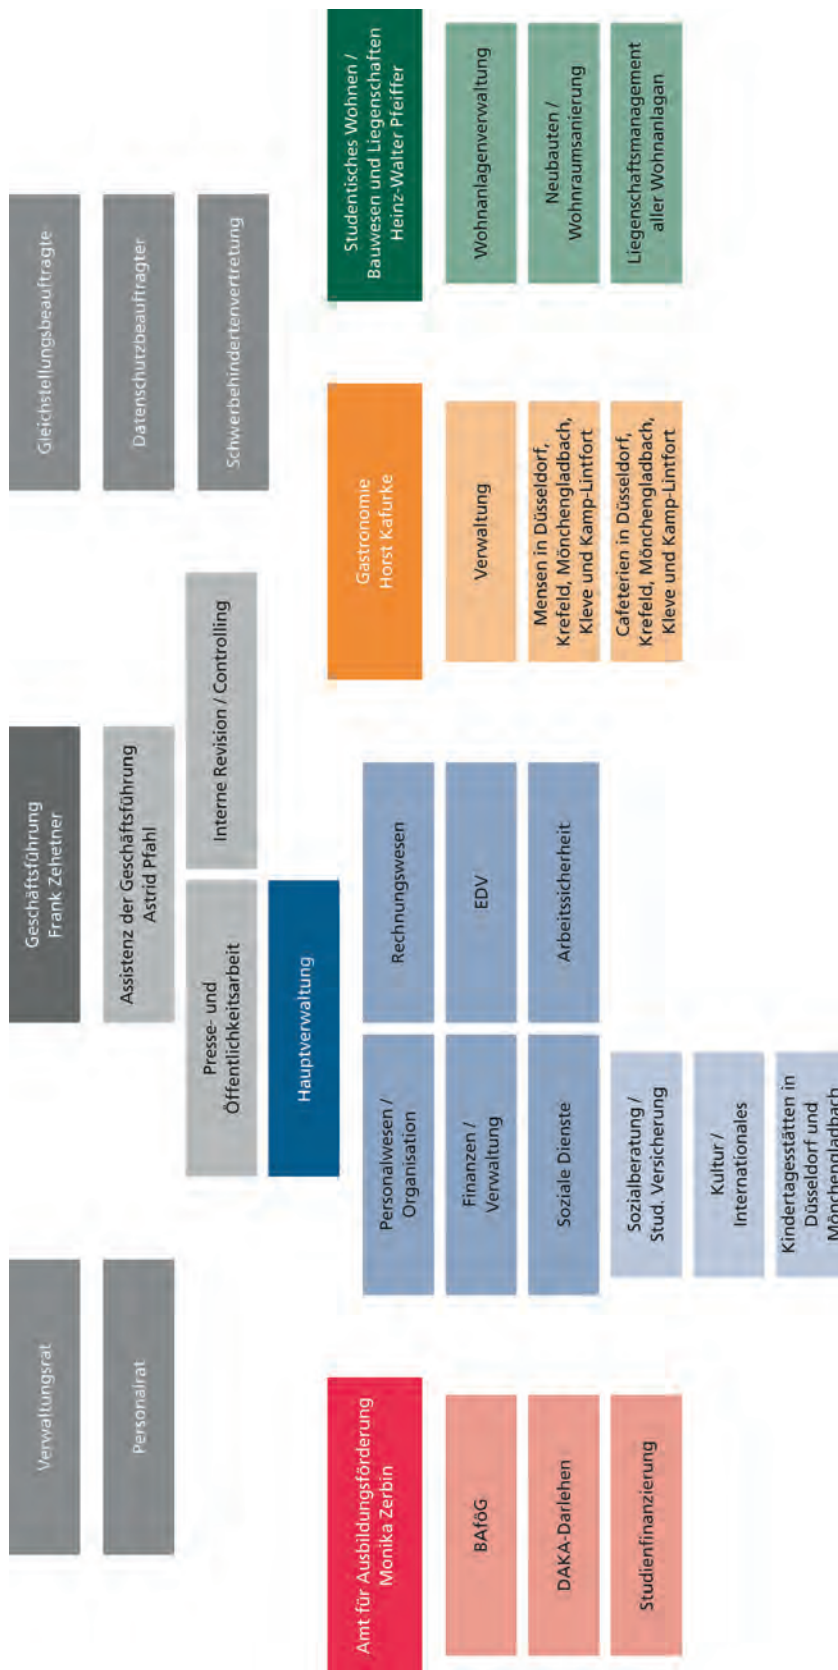 Verwaltungsrat
Personalrat
Geschäftsführung
Frank Zehetner
Assistenz der Geschäftsführung
Astrid Pfahl
Presse- und
Öffentlichkeitsarbeit
Interne Revision / Controlling
Gleichstellungsbeauftragte
Datenschutzbeauftragter
Schwerbehindertenvertretung
Amt für Ausbildungsförderung
Monika Zerbin
BAföG
DAKA-Darlehen
Studienfinanzierung
Hauptverwaltung
Personalwesen /
Organisation
Rechnungswesen
Finanzen /
Verwaltung
EDV
Soziale Dienste
Arbeitssicherheit
Sozialberatung /
Stud. Versicherung
Kultur /
Internationales
Kindertagesstätten in
Düsseldorf und
Mönchengladbach
Gastronomie
Horst Kafurke
Verwaltung
Mensen in Düsseldorf,
Krefeld, Mönchengladbach,
Kleve und Kamp-Lintfort
Cafeterien in Düsseldorf,
Krefeld, Mönchengladbach,
Kleve und Kamp-Lintfort
Studentisches Wohnen /
Bauwesen und Liegenschaften
Heinz-Walter Pfeiffer
Wohnanlagenverwaltung
Neubauten /
Wohnraumsanierung
Liegenschaftsmanagement
aller Wohnanlagan